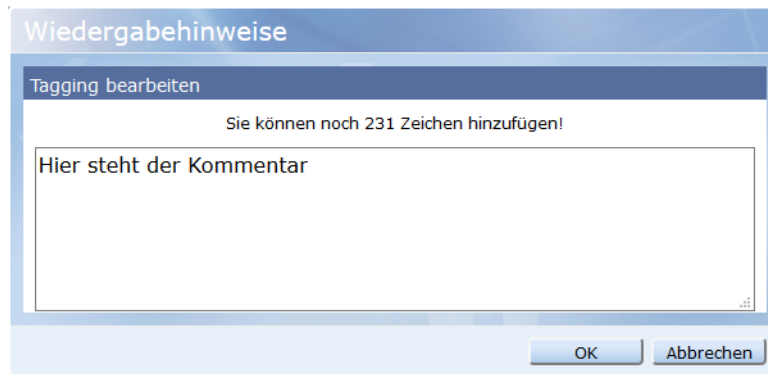 Wiedergabehinweise
Tagging bearbeiten
Sie können noch 231 Zeichen hinzufügen!
Hier steht der Kommentar
OK Abbrechen